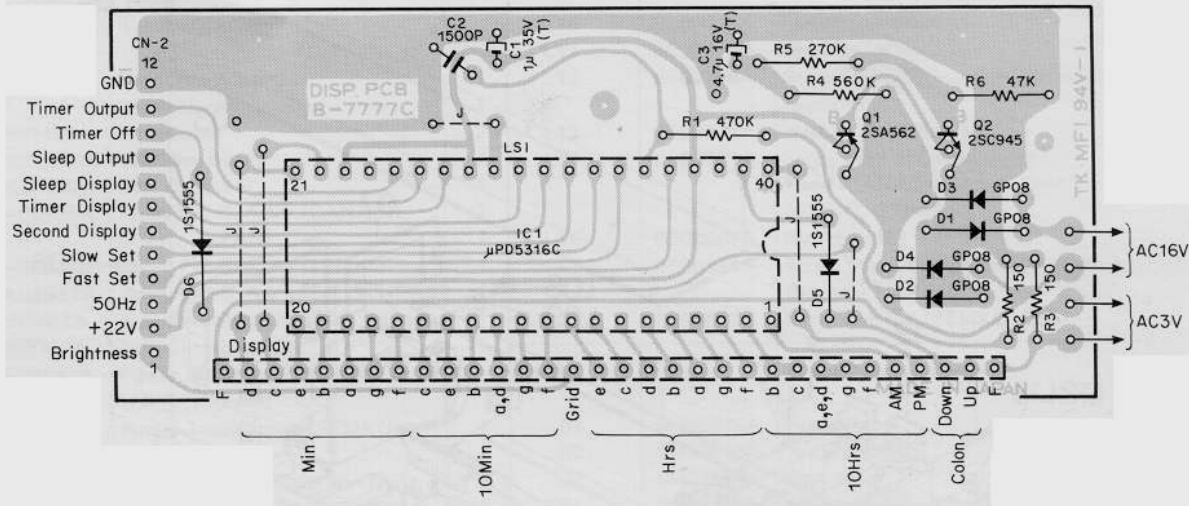 CN-2
12
GND
Timer Output
Timer Off
Sleep Output
Sleep Display
Timer Display
Second Display
Slow Set
Fast Set
50Hz
+22V
Brightness
1
DISP. PCB
B-7777C
C2
1500P
C1
1µ 35V
(T)
C3
4.7µ 16V
(T)
R5 270K
R4 560K
R6 47K
R1 470K
Q1
2SA562
Q2
2SC945
B
B
TK MFI 94V-1
J
LSI
21
40
IC1
µPD5316C
20
1
1S1555
D6
J
J
J
1S1555
D5
J
D3 GP08
D1 GP08
D4 GP08
D2 GP08
150
R2
150
R3
AC16V
AC3V
Display
MADE IN JAPAN
F
d
c
e
b
a
g
f
c
e
b
a,d
g
f
Grid
e
c
d
b
a
g
f
b
c
a,e,d
g
f
AM
PM
Down
Up
F
Min
10Min
Hrs
10Hrs
Colon